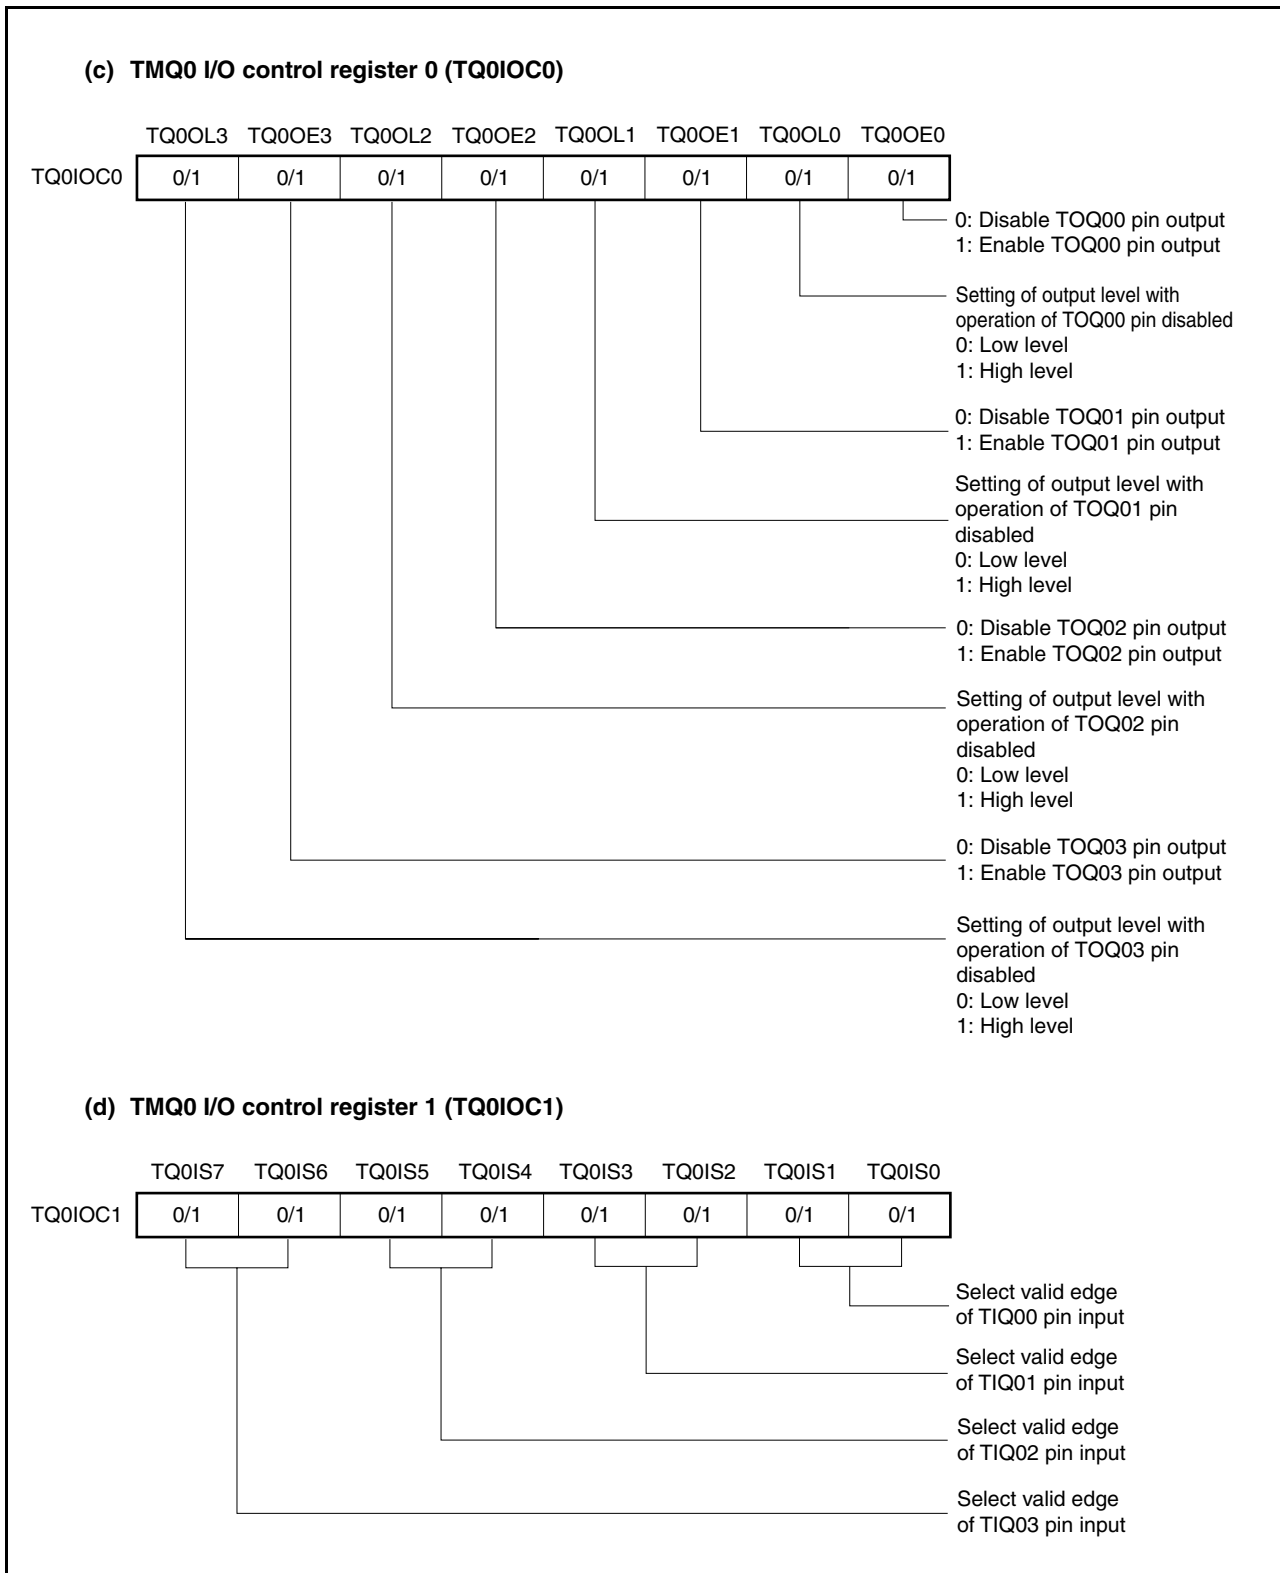 (c) TMQ0 I/O control register 0 (TQ0IOC0)
TQ0OL3 TQ0OE3 TQ0OL2 TQ0OE2 TQ0OL1 TQ0OE1 TQ0OL0 TQ0OE0
TQ0IOC0 0/1 0/1 0/1 0/1 0/1 0/1 0/1 0/1
0: Disable TOQ00 pin output
1: Enable TOQ00 pin output
Setting of output level with
operation of TOQ00 pin disabled
0: Low level
1: High level
0: Disable TOQ01 pin output
1: Enable TOQ01 pin output
Setting of output level with
operation of TOQ01 pin
disabled
0: Low level
1: High level
0: Disable TOQ02 pin output
1: Enable TOQ02 pin output
Setting of output level with
operation of TOQ02 pin
disabled
0: Low level
1: High level
0: Disable TOQ03 pin output
1: Enable TOQ03 pin output
Setting of output level with
operation of TOQ03 pin
disabled
0: Low level
1: High level
(d) TMQ0 I/O control register 1 (TQ0IOC1)
TQ0IS7 TQ0IS6 TQ0IS5 TQ0IS4 TQ0IS3 TQ0IS2 TQ0IS1 TQ0IS0
TQ0IOC1 0/1 0/1 0/1 0/1 0/1 0/1 0/1 0/1
Select valid edge
of TIQ00 pin input
Select valid edge
of TIQ01 pin input
Select valid edge
of TIQ02 pin input
Select valid edge
of TIQ03 pin input